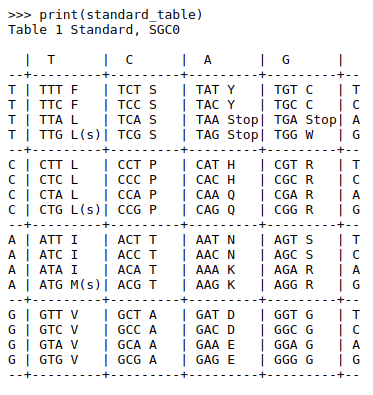 >>> print(standard_table)
Table 1 Standard, SGC0

  |  T      |  C      |  A      |  G      |
--+---------+---------+---------+---------+--
T | TTT F   | TCT S   | TAT Y   | TGT C   | T
T | TTC F   | TCC S   | TAC Y   | TGC C   | C
T | TTA L   | TCA S   | TAA Stop| TGA Stop| A
T | TTG L(s)| TCG S   | TAG Stop| TGG W   | G
--+---------+---------+---------+---------+--
C | CTT L   | CCT P   | CAT H   | CGT R   | T
C | CTC L   | CCC P   | CAC H   | CGC R   | C
C | CTA L   | CCA P   | CAA Q   | CGA R   | A
C | CTG L(s)| CCG P   | CAG Q   | CGG R   | G
--+---------+---------+---------+---------+--
A | ATT I   | ACT T   | AAT N   | AGT S   | T
A | ATC I   | ACC T   | AAC N   | AGC S   | C
A | ATA I   | ACA T   | AAA K   | AGA R   | A
A | ATG M(s)| ACG T   | AAG K   | AGG R   | G
--+---------+---------+---------+---------+--
G | GTT V   | GCT A   | GAT D   | GGT G   | T
G | GTC V   | GCC A   | GAC D   | GGC G   | C
G | GTA V   | GCA A   | GAA E   | GGA G   | A
G | GTG V   | GCG A   | GAG E   | GGG G   | G
--+---------+---------+---------+---------+--